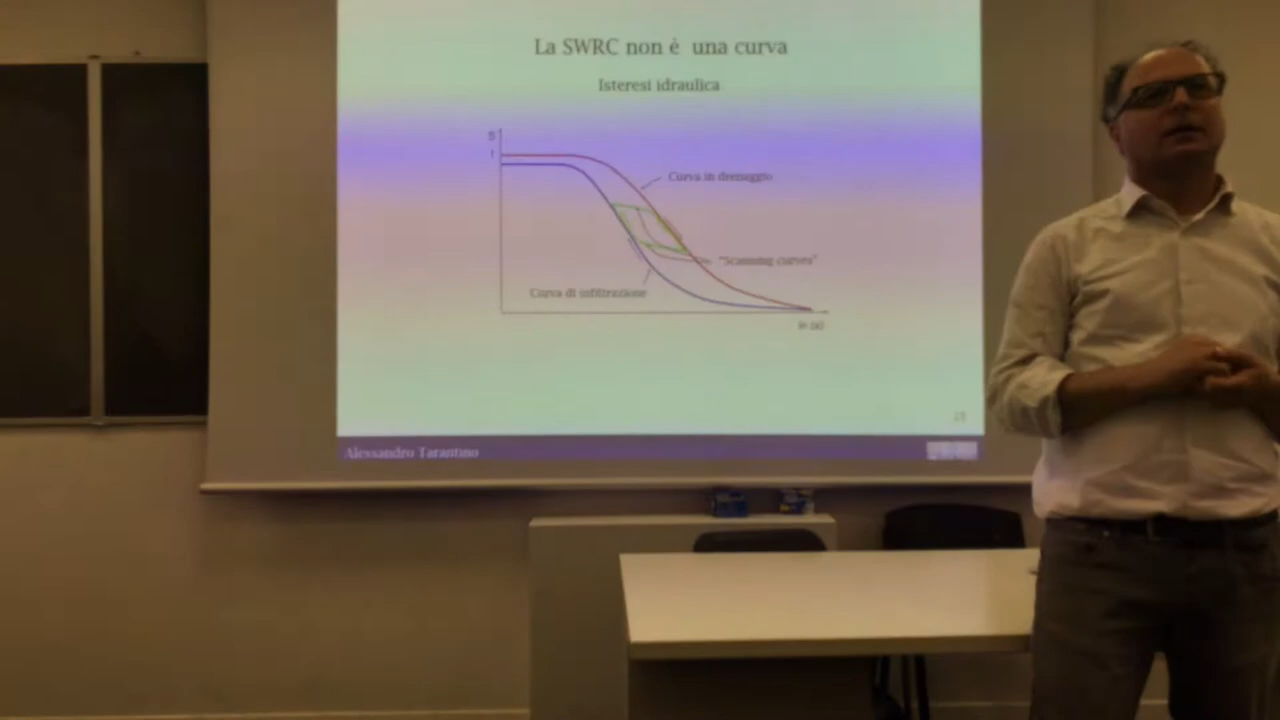 La SWRC non è una curva
Isteresi idraulica
1
Curva in drenaggio
"Scanning curves"
Curva di infiltrazione
Alessandro Tarantino